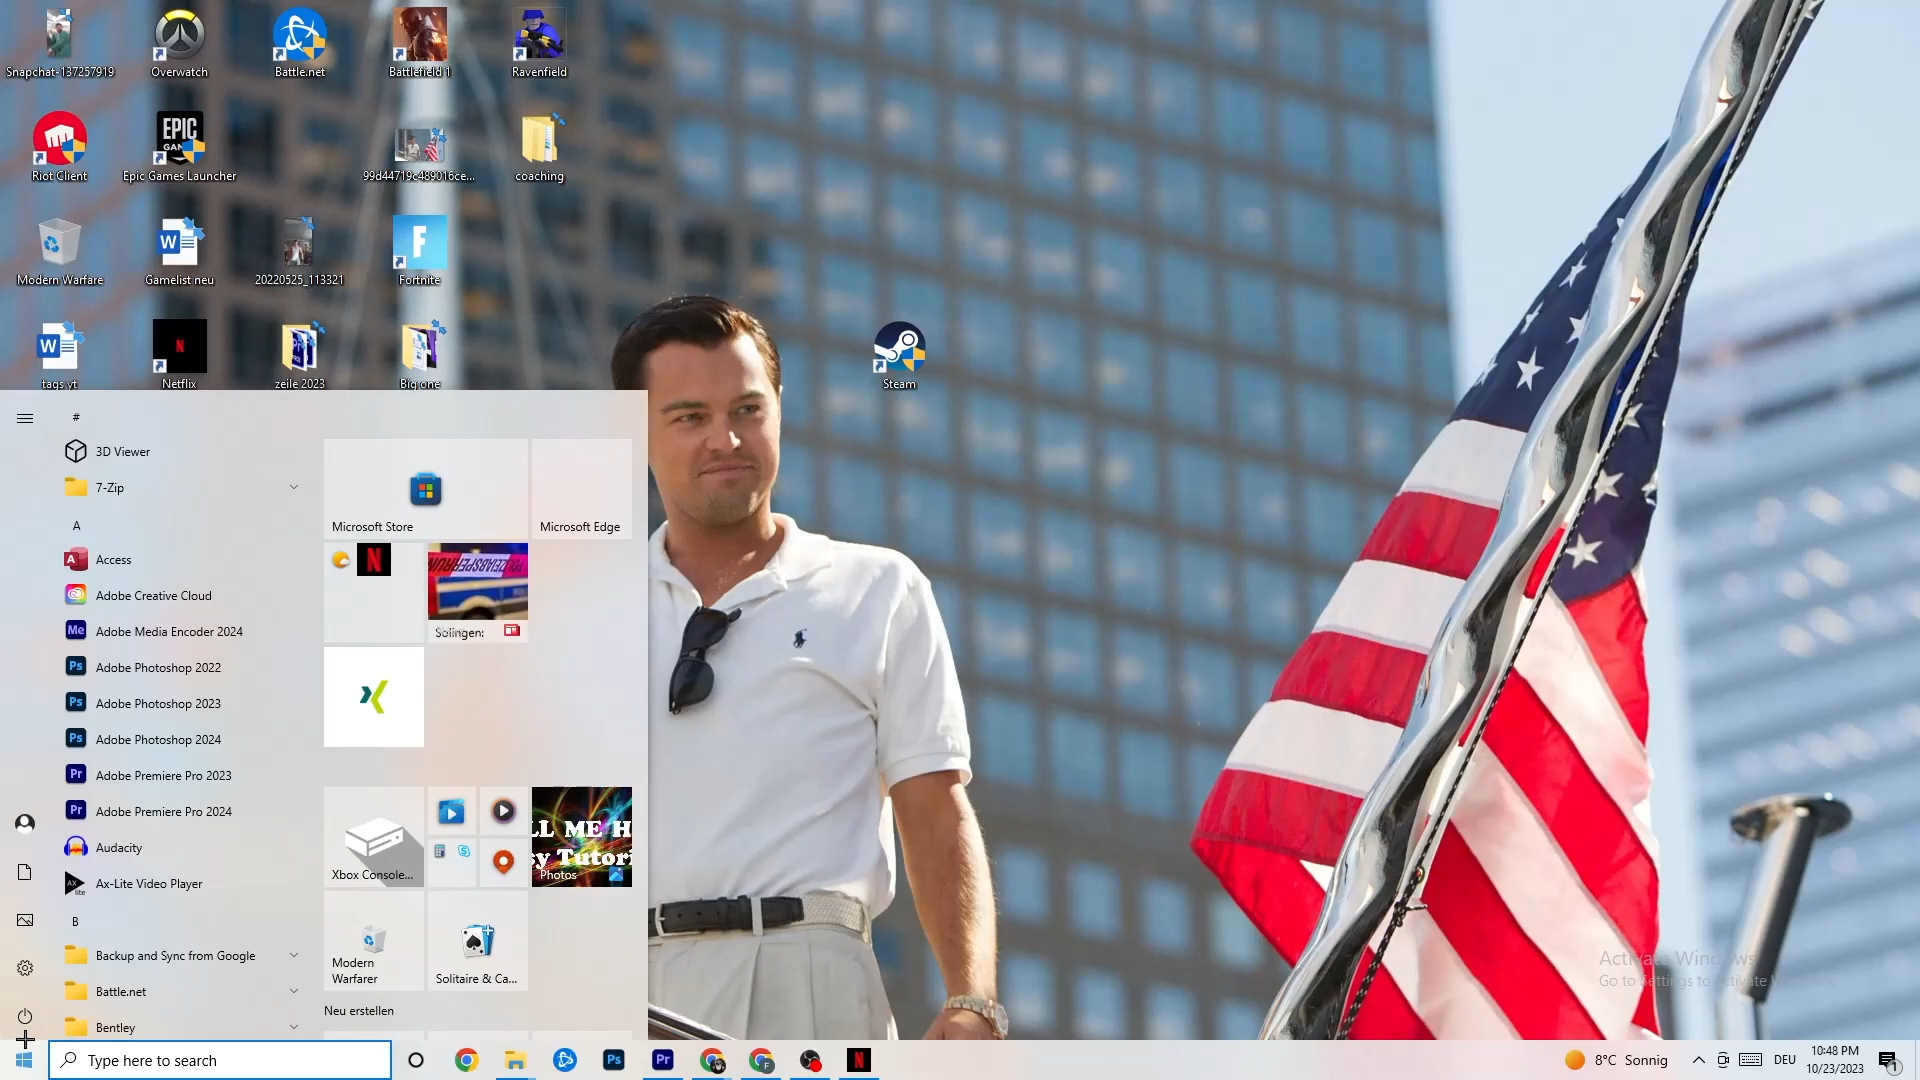 Snapchat-137257919
Overwatch
Battle.net
Battlefield 1
Ravenfield
Riot Client
EPIC
Epic Games Launcher
99d44719c489016ce...
coaching
Modern Warfare
Gamelist neu
20220525_113321
Fortnite
tags yt
Netflix
zeile 2023
Big one
Steam
#
3D Viewer
7-Zip
A
Access
Adobe Creative Cloud
Adobe Media Encoder 2024
Adobe Photoshop 2022
Adobe Photoshop 2023
Adobe Photoshop 2024
Adobe Premiere Pro 2023
Adobe Premiere Pro 2024
Audacity
Ax-Lite Video Player
B
Backup and Sync from Google
Battle.net
Bentley
Microsoft Store
Microsoft Edge
Solingen:
Xbox Console...
LL ME H
sy Tutori
Photos
Modern
Warfarer
Solitaire & Ca...
Neu erstellen
Activate Windows
Go to Settings to activate
Type here to search
8°C Sonnig
DEU
10:48 PM
10/23/2023
1